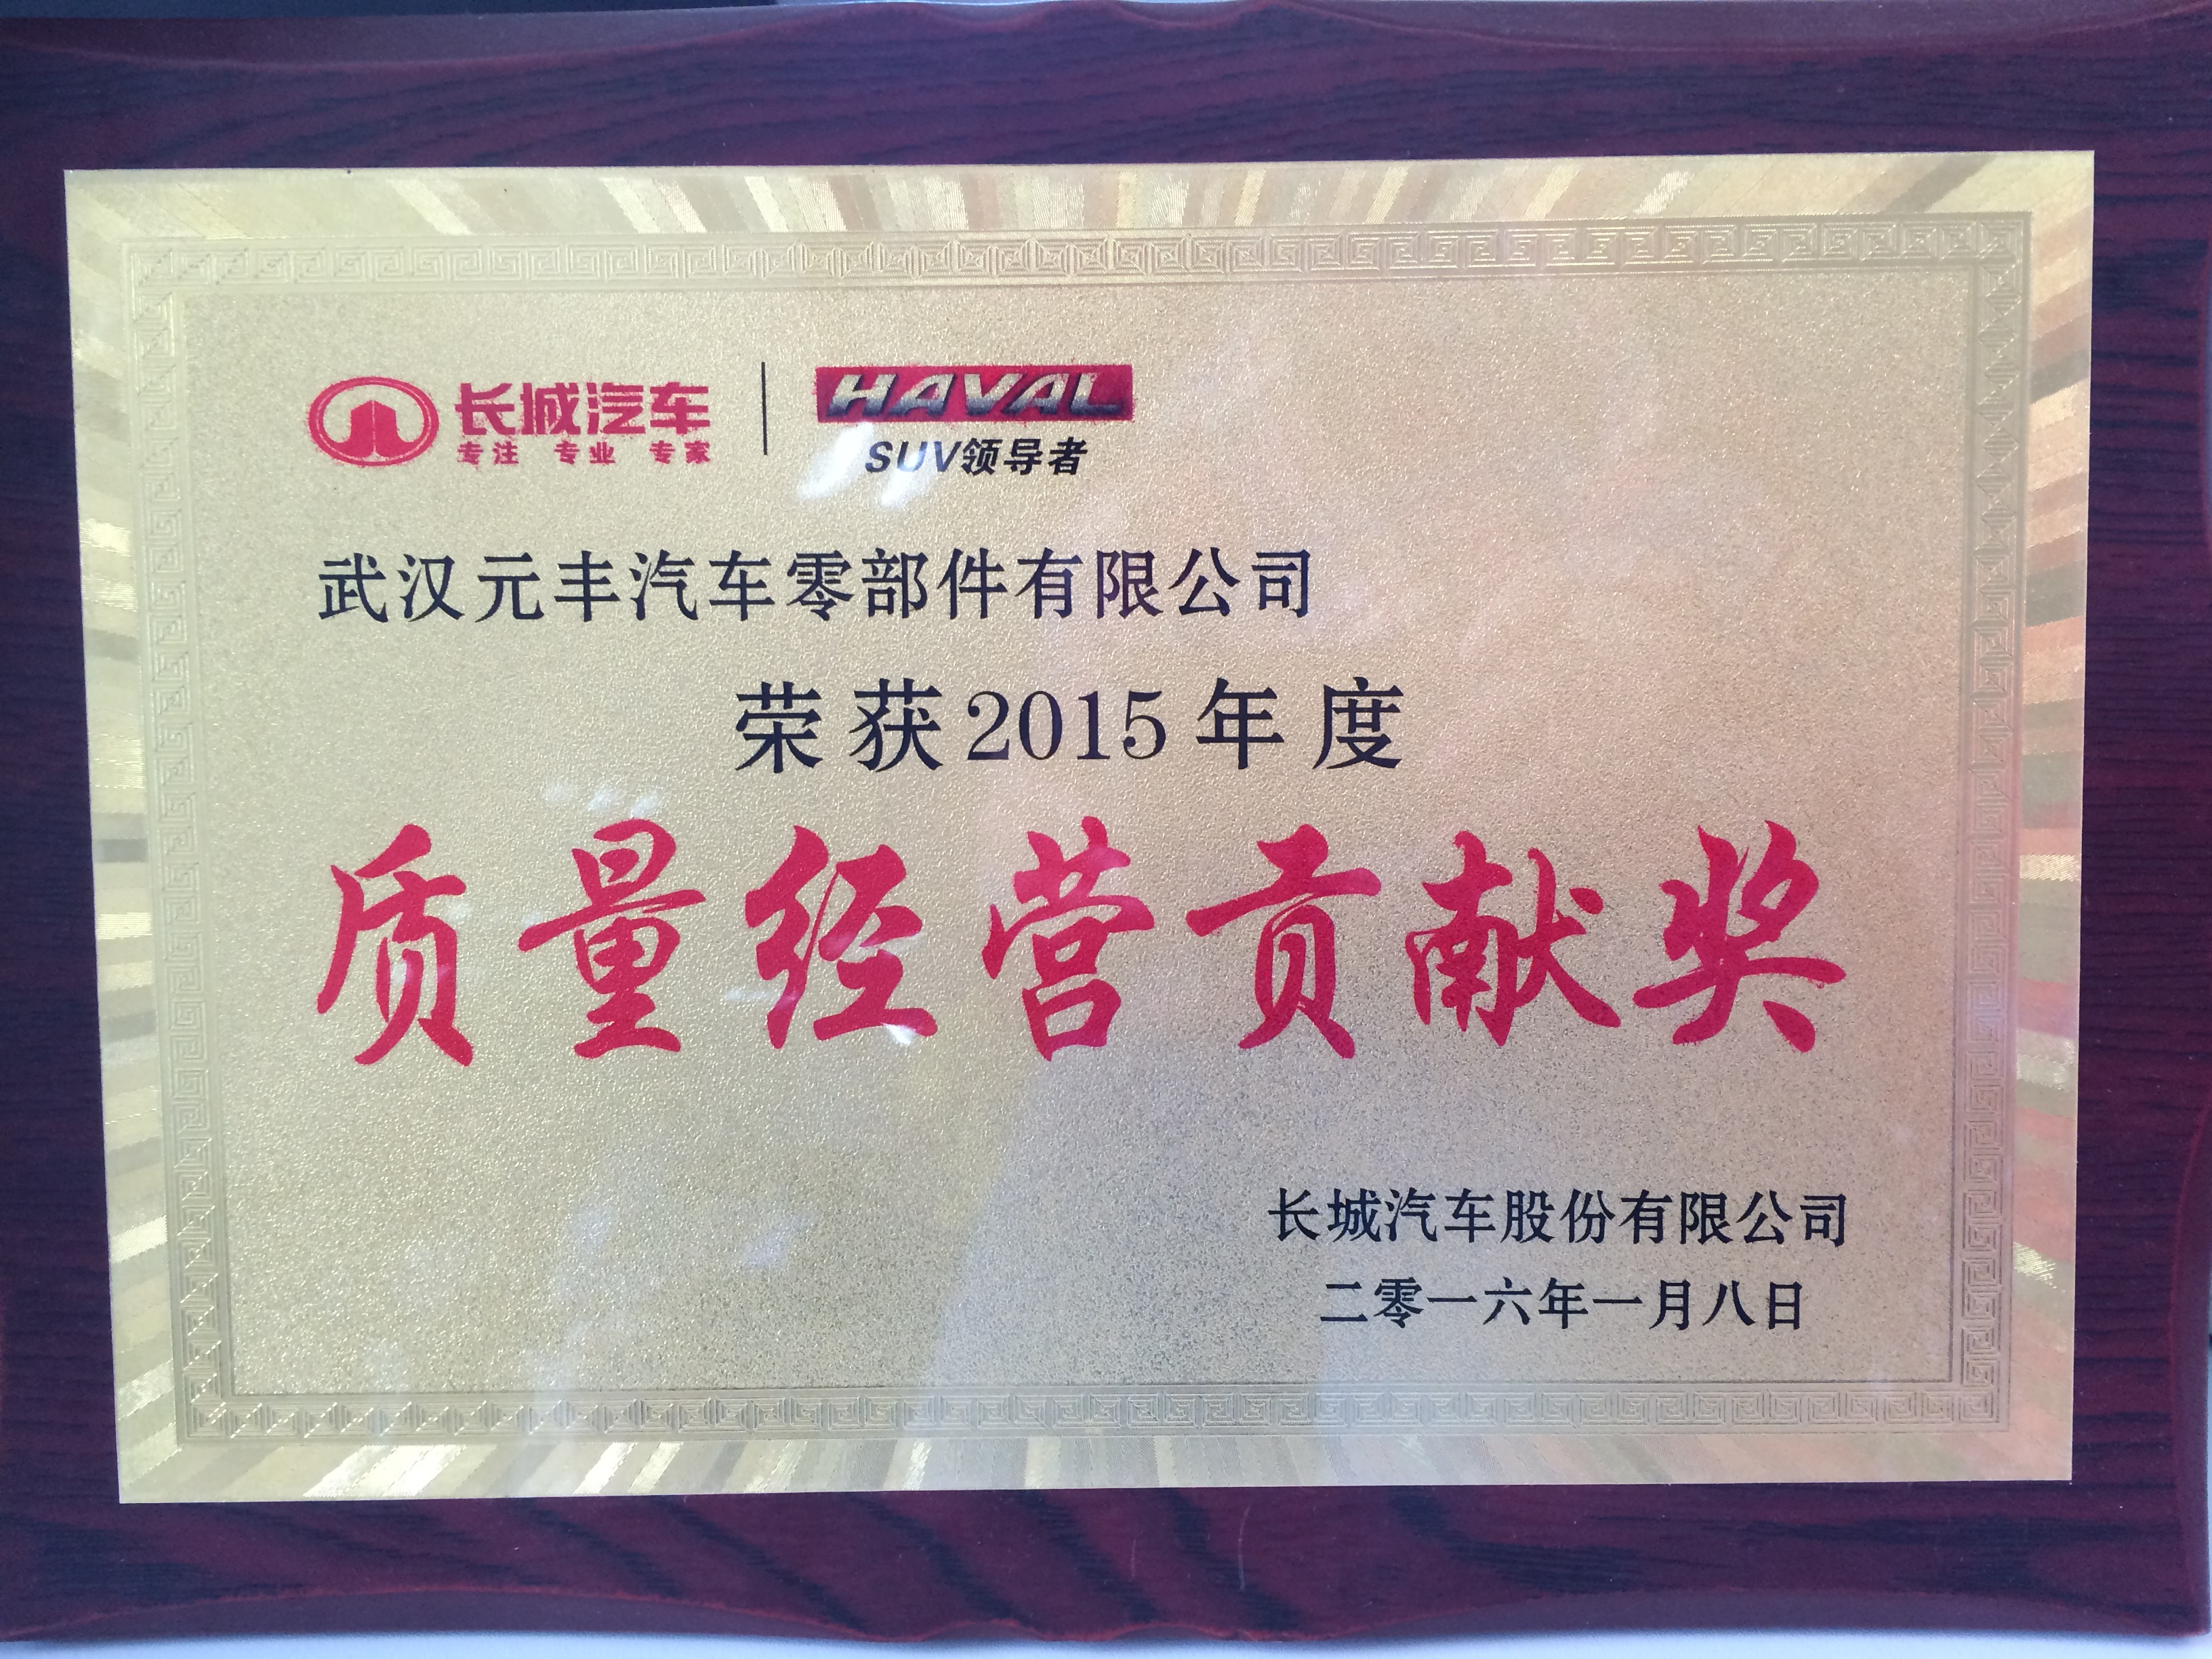 长城汽车
专注 专业 专家
HAVAL
SUV领导者
武汉元丰汽车零部件有限公司
荣获2015年度
质量经营贡献奖
长城汽车股份有限公司
二零一六年一月八日